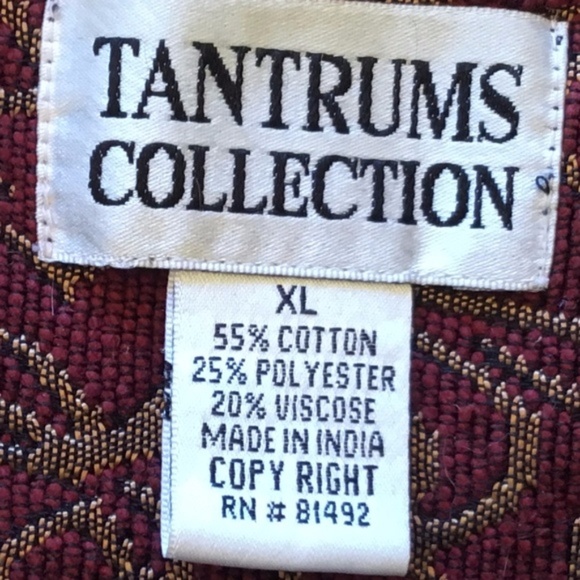 TANTRUMS
COLLECTION
XL
55% COTTON
25% POLYESTER
20% VISCOSE
MADE IN INDIA
COPY RIGHT
RN # 81492